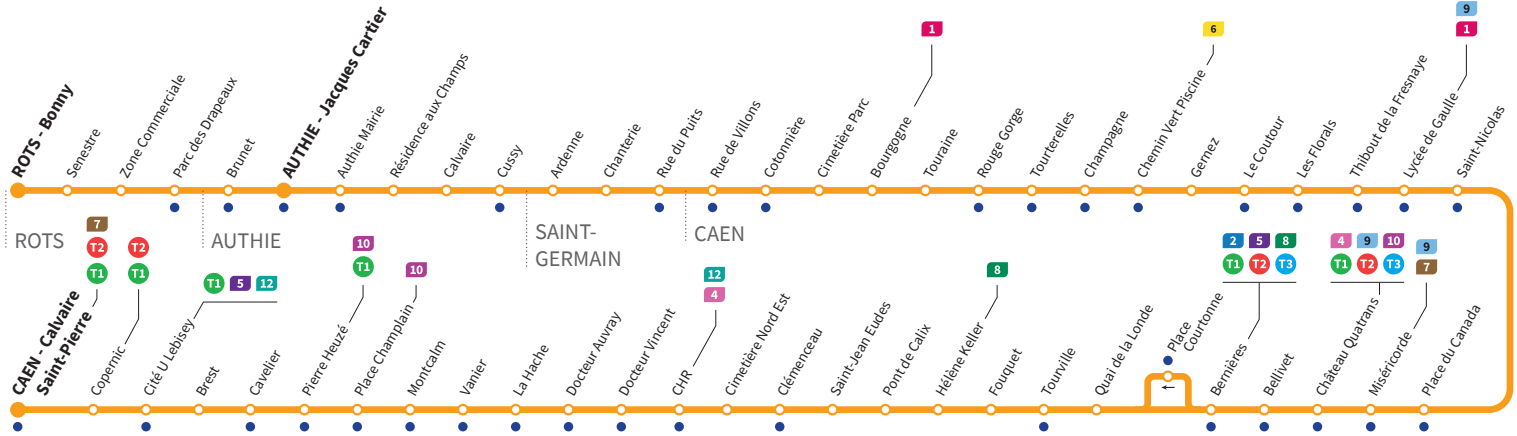 9
1
6
1
ROTS - Bonny
Senestre
Zone Commerciale
Parc des Drapeaux
Brunet
AUTHIE - Jacques Cartier
Authie Mairie
Résidence aux Champs
Calvaire
Cussy
Ardenne
Chanterie
Rue du Puits
Rue de Villons
Cotonnière
Cimetière Parc
Bourgogne
Touraine
Rouge Gorge
Tourterelles
Champagne
Chemin Vert Piscine
Gernez
Le Coutour
Les Florals
Thibout de la Fresnaye
Lycée de Gaulle
Saint-Nicolas
ROTS
AUTHIE
SAINT-
GERMAIN
CAEN
7
T2
T1
T2
T1
T1 5 12
10
T1
10
12
4
8
2 5 8
T1 T2 T3
4 9 10
T1 T2 T3
9
7
CAEN - Calvaire
Saint-Pierre
Copernic
Cité U Lebisey
Brest
Cavelier
Pierre Heuzé
Place Champlain
Montcalm
Vanier
La Hache
Docteur Auvray
Docteur Vincent
CHR
Cimetière Nord Est
Clémenceau
Saint-Jean Eudes
Pont de Calix
Hélène Keller
Fouquet
Tourville
Quai de la Londe
Place
Courtonne
←
Bernières
Bellivet
Château Quatrans
Miséricorde
Place du Canada